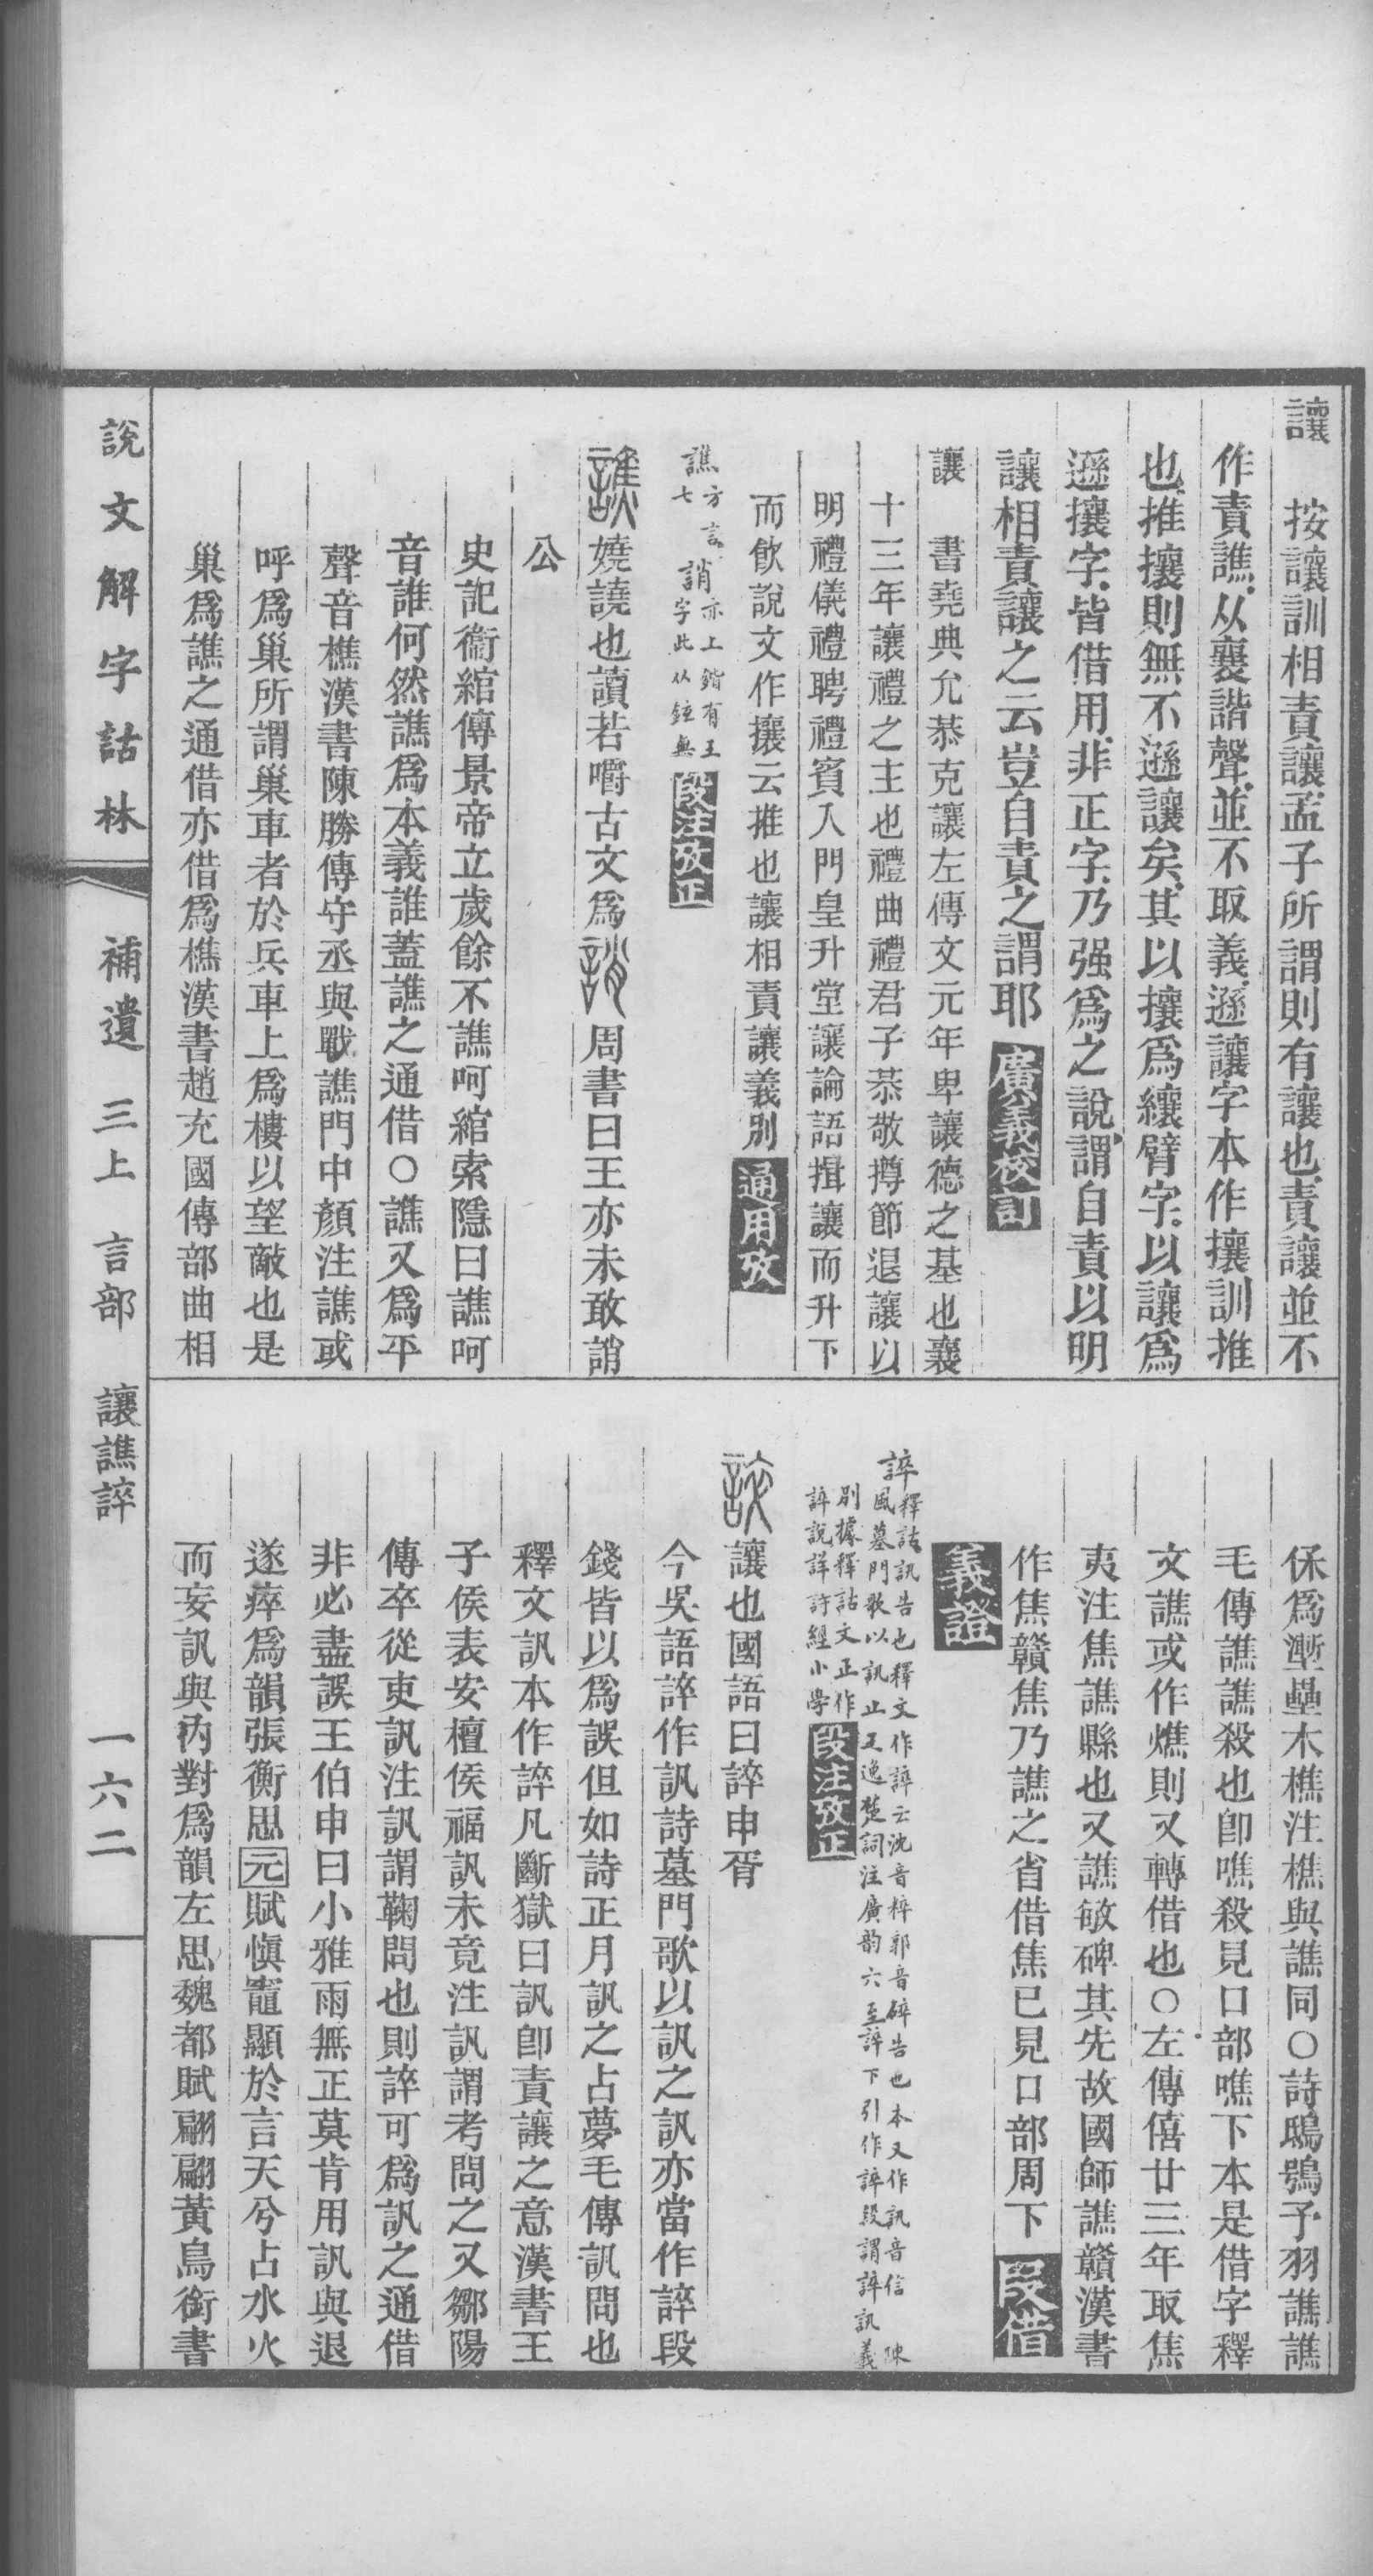 讓　按讓訓相責讓孟子所謂則有讓也責讓並不
作責譙从襄諧聲並不取義遜讓字本作攘訓推
也推攘則無不遜讓矣其以攘爲纕臂字以讓爲
遜攘字皆借用非正字乃强爲之說謂自責以明
讓相責讓之云豈自責之謂耶　廣義校訂
讓　書堯典允恭克讓左傳文元年卑讓德之基也襄
十三年讓禮之主也禮曲禮君子恭敬撙節退讓以
明禮儀禮聘禮賓入門皇升堂讓論語揖讓而升下
而飮說文作攘云推也讓相責讓義別　通用攷
譙方言七　誚亦上鍇有王字此从鉉無　段注攷正
譙嬈譊也讀若嚼古文爲誚周書曰王亦未敢誚
公
史記衞綰傳景帝立歲餘不譙呵綰索隱曰譙呵
音誰何然譙爲本義誰蓋譙之通借○譙又爲平
聲音樵漢書陳勝傳守丞與戰譙門中顏注譙或
呼爲巢所謂巢車者於兵車上爲樓以望敵也是
巢爲譙之通借亦借爲樵漢書趙充國傳部曲相
保爲壍壘木樵注樵與譙同○詩鴟鴞予羽譙譙
毛傳譙譙殺也卽噍殺見口部噍下本是借字釋
文譙或作燋則又轉借也○左傳僖廿三年取焦
夷注焦譙縣也又譙敏碑其先故國師譙贛漢書
作焦贛焦乃譙之省借焦已見口部周下　段借
義證
誶釋詁訊告也釋文作誶云沈音粹郭音碎告也本又作訊音信　陳
風墓門歌以訊止王逸楚詞注廣韵六至誶下引作誶段謂誶訊義
別據釋詁文正作
誶說詳詩經小學　段注攷正
誶讓也國語曰誶申胥
今吳語誶作訊詩墓門歌以訊之訊亦當作誶段
錢皆以爲誤但如詩正月訊之占夢毛傳訊問也
釋文訊本作誶凡斷獄曰訊卽責讓之意漢書王
子侯表安檀侯福訊未竟注訊謂考問之又鄒陽
傳卒從吏訊注訊謂鞠問也則誶可爲訊之通借
非必盡誤王伯申曰小雅雨無正莫肯用訊與退
遂瘁爲韻張衡思元賦愼竈顯於言天兮占水火
而妄訊與內對爲韻左思魏都賦翩翩黃鳥銜書
說文解字詁林　補遺　三上　言部　讓譙誶　一六二